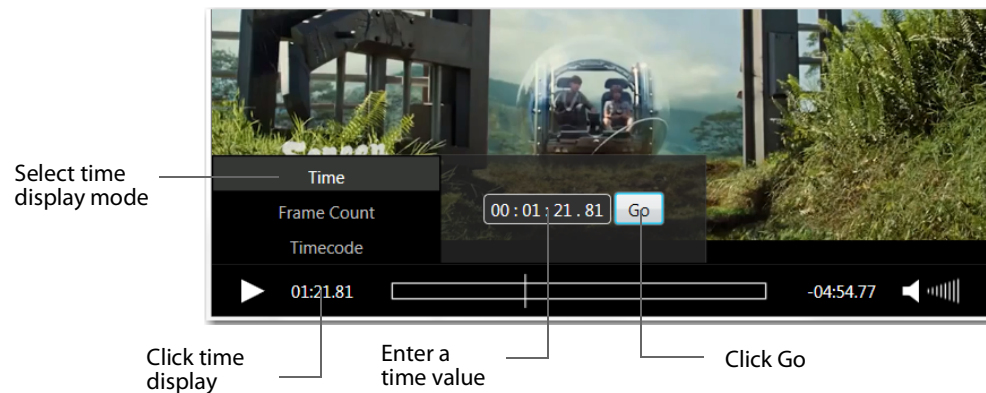 Select time
display mode
Time
Frame Count
Timecode
00 : 01 : 21 . 81
Go
01:21.81
-04:54.77
Click time
display
Enter a
time value
Click Go